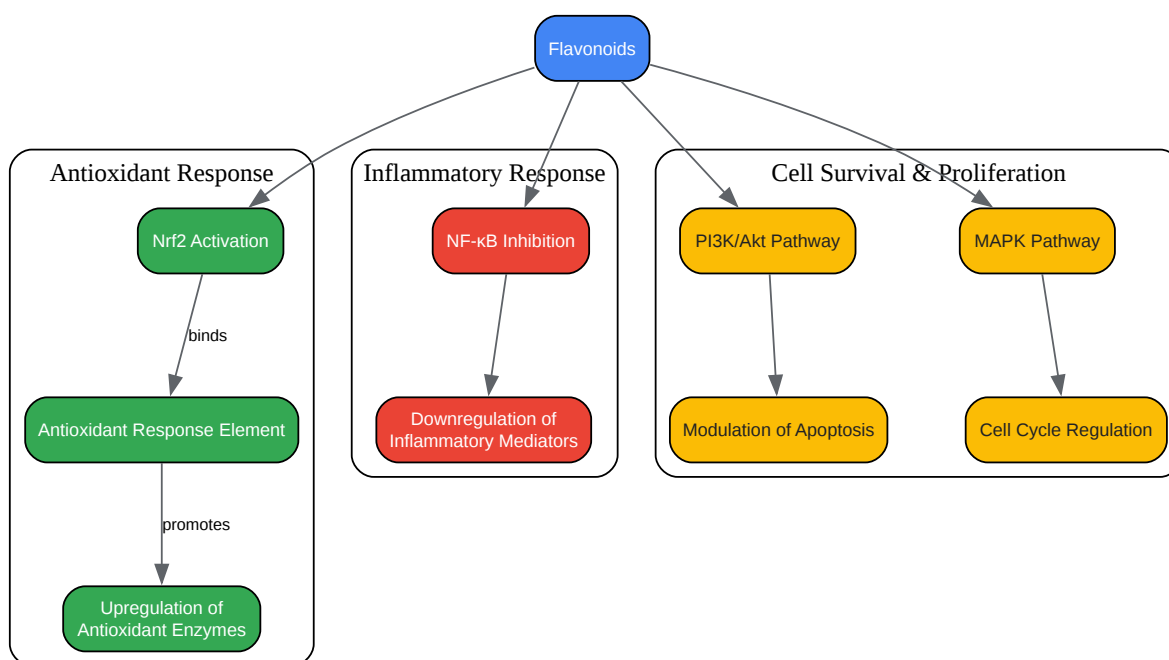 Flavonoids
Antioxidant Response
Inflammatory Response
Cell Survival & Proliferation
Nrf2 Activation
NF-κB Inhibition
PI3K/Akt Pathway
MAPK Pathway
binds
Antioxidant Response Element
Downregulation of
Inflammatory Mediators
Modulation of Apoptosis
Cell Cycle Regulation
promotes
Upregulation of
Antioxidant Enzymes